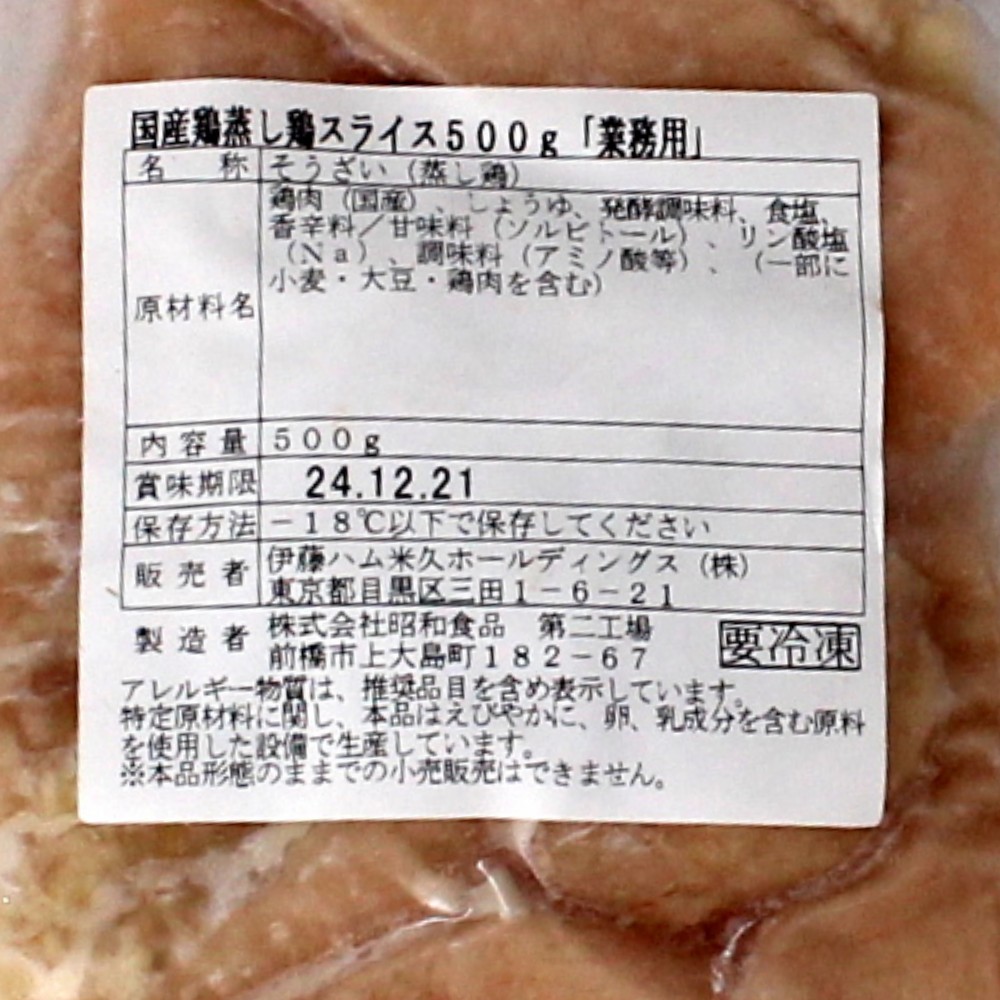 国産鶏蒸し鶏スライス500g「業務用」
名称 そうざい(蒸し鶏)
原材料名 鶏肉(国産)、しょうゆ、発酵調味料、食塩、
香辛料/甘味料(ソルビトール)、リン酸塩
(Na)、調味料(アミノ酸等)、(一部に
小麦・大豆・鶏肉を含む)
内容量 500g
賞味期限 24.12.21
保存方法 -18℃以下で保存してください
販売者 伊藤ハム米久ホールディングス(株)
東京都目黒区三田1-6-21
製造者 株式会社昭和食品 第二工場
前橋市上大島町182-67
要冷凍
アレルギー物質は、推奨品目を含め表示しています。
特定原材料に関し、本品はえびやかに、卵、乳成分を含む原料
を使用した設備で生産しています。
※本品形態のままでの小売販売はできません。